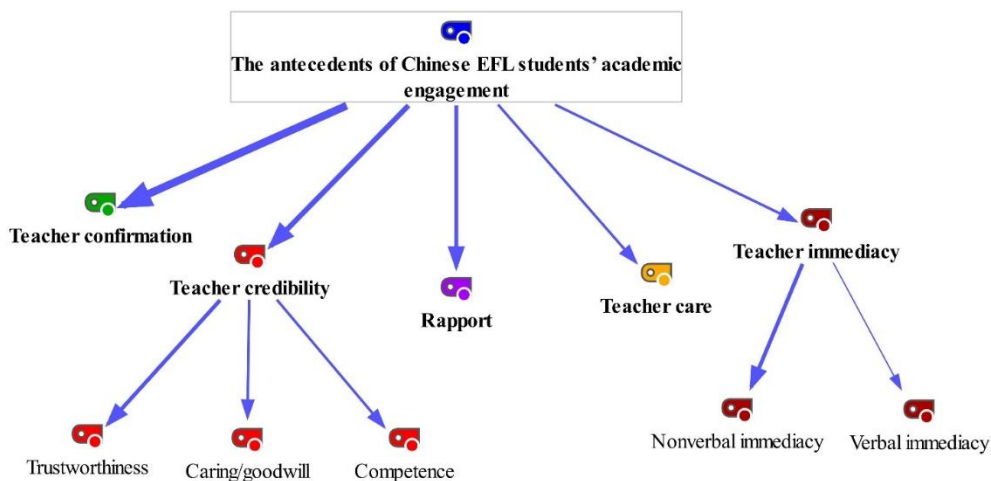 The antecedents of Chinese EFL students' academic
engagement
Teacher confirmation
Teacher credibility
Rapport
Teacher care
Teacher immediacy
Trustworthiness
Caring/goodwill
Competence
Nonverbal immediacy
Verbal immediacy